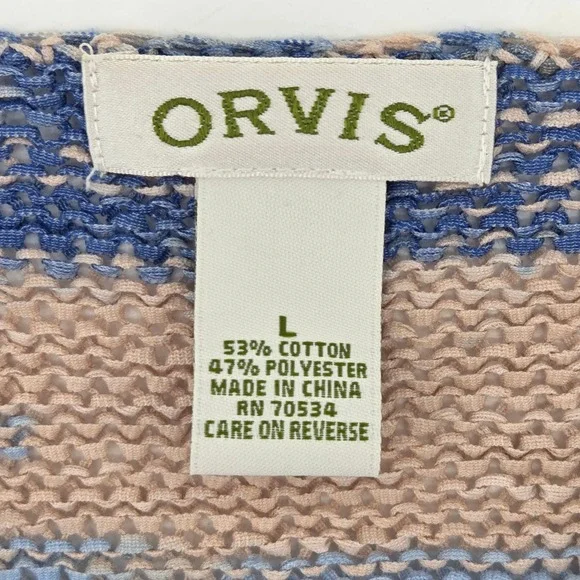 ORVIS®
L
53% COTTON
47% POLYESTER
MADE IN CHINA
RN 70534
CARE ON REVERSE